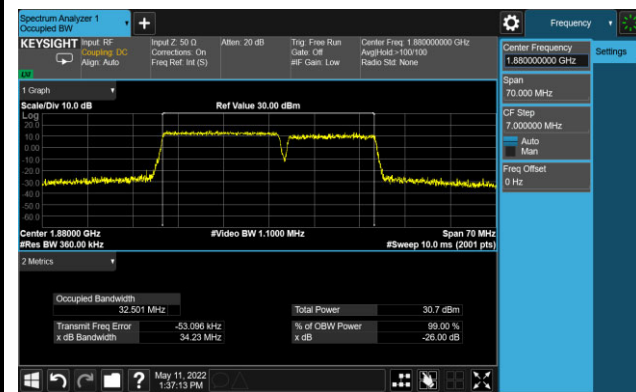 Spectrum Analyzer 1
Occupied BW
Frequency
KEYSIGHT
Input: RF
Coupling: DC
Align: Auto
Input Z: 50 Ω
Corrections: On
Freq Ref: Int (S)
Atten: 20 dB
Trig: Free Run
Gate: Off
#IF Gain: Low
Center Freq: 1.880000000 GHz
Avg|Hold:>100/100
Radio Std: None
Center Frequency
1.880000000 GHz
Settings
Span
70.000 MHz
CF Step
7.000000 MHz
Auto
Man
Freq Offset
0 Hz
1 Graph
Scale/Div 10.0 dB
Ref Value 30.00 dBm
Log
20.0
10.0
0.00
-10.0
-20.0
-30.0
-40.0
-50.0
-60.0
Center 1.88000 GHz
#Video BW 1.1000 MHz
Span 70 MHz
#Res BW 360.00 kHz
#Sweep 10.0 ms (2001 pts)
2 Metrics
Occupied Bandwidth
32.501 MHz
Total Power
30.7 dBm
Transmit Freq Error
-53.096 kHz
% of OBW Power
99.00 %
x dB Bandwidth
34.23 MHz
x dB
-26.00 dB
?
May 11, 2022
1:37:13 PM